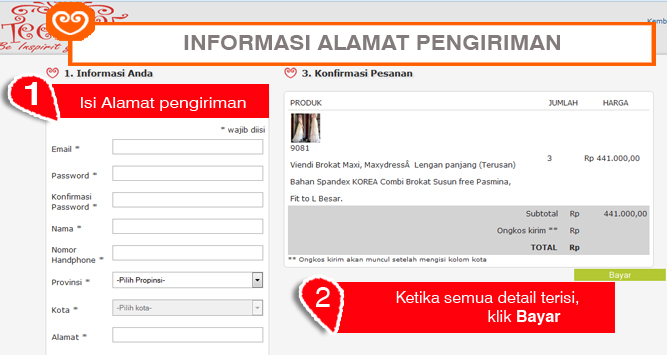 Kemb
INFORMASI ALAMAT PENGIRIMAN
1. Informasi Anda
1
Isi Alamat pengiriman
* wajib diisi
Email *
Password *
Konfirmasi
Password *
Nama *
Nomor
Handphone *
Provinsi * -Pilih Propinsi-
Kota * -Pilih kota-
Alamat *
3. Konfirmasi Pesanan
PRODUK JUMLAH HARGA
9081
Viendi Brokat Maxi, MaxydressÂ Lengan panjang (Terusan) 3 Rp 441.000,00
Bahan Spandex KOREA Combi Brokat Susun free Pasmina,
Fit to L Besar.
Subtotal Rp 441.000,00
Ongkos kirim ** Rp
TOTAL Rp
** Ongkos kirim akan muncul setelah mengisi kolom kota
Bayar
2
Ketika semua detail terisi,
klik Bayar